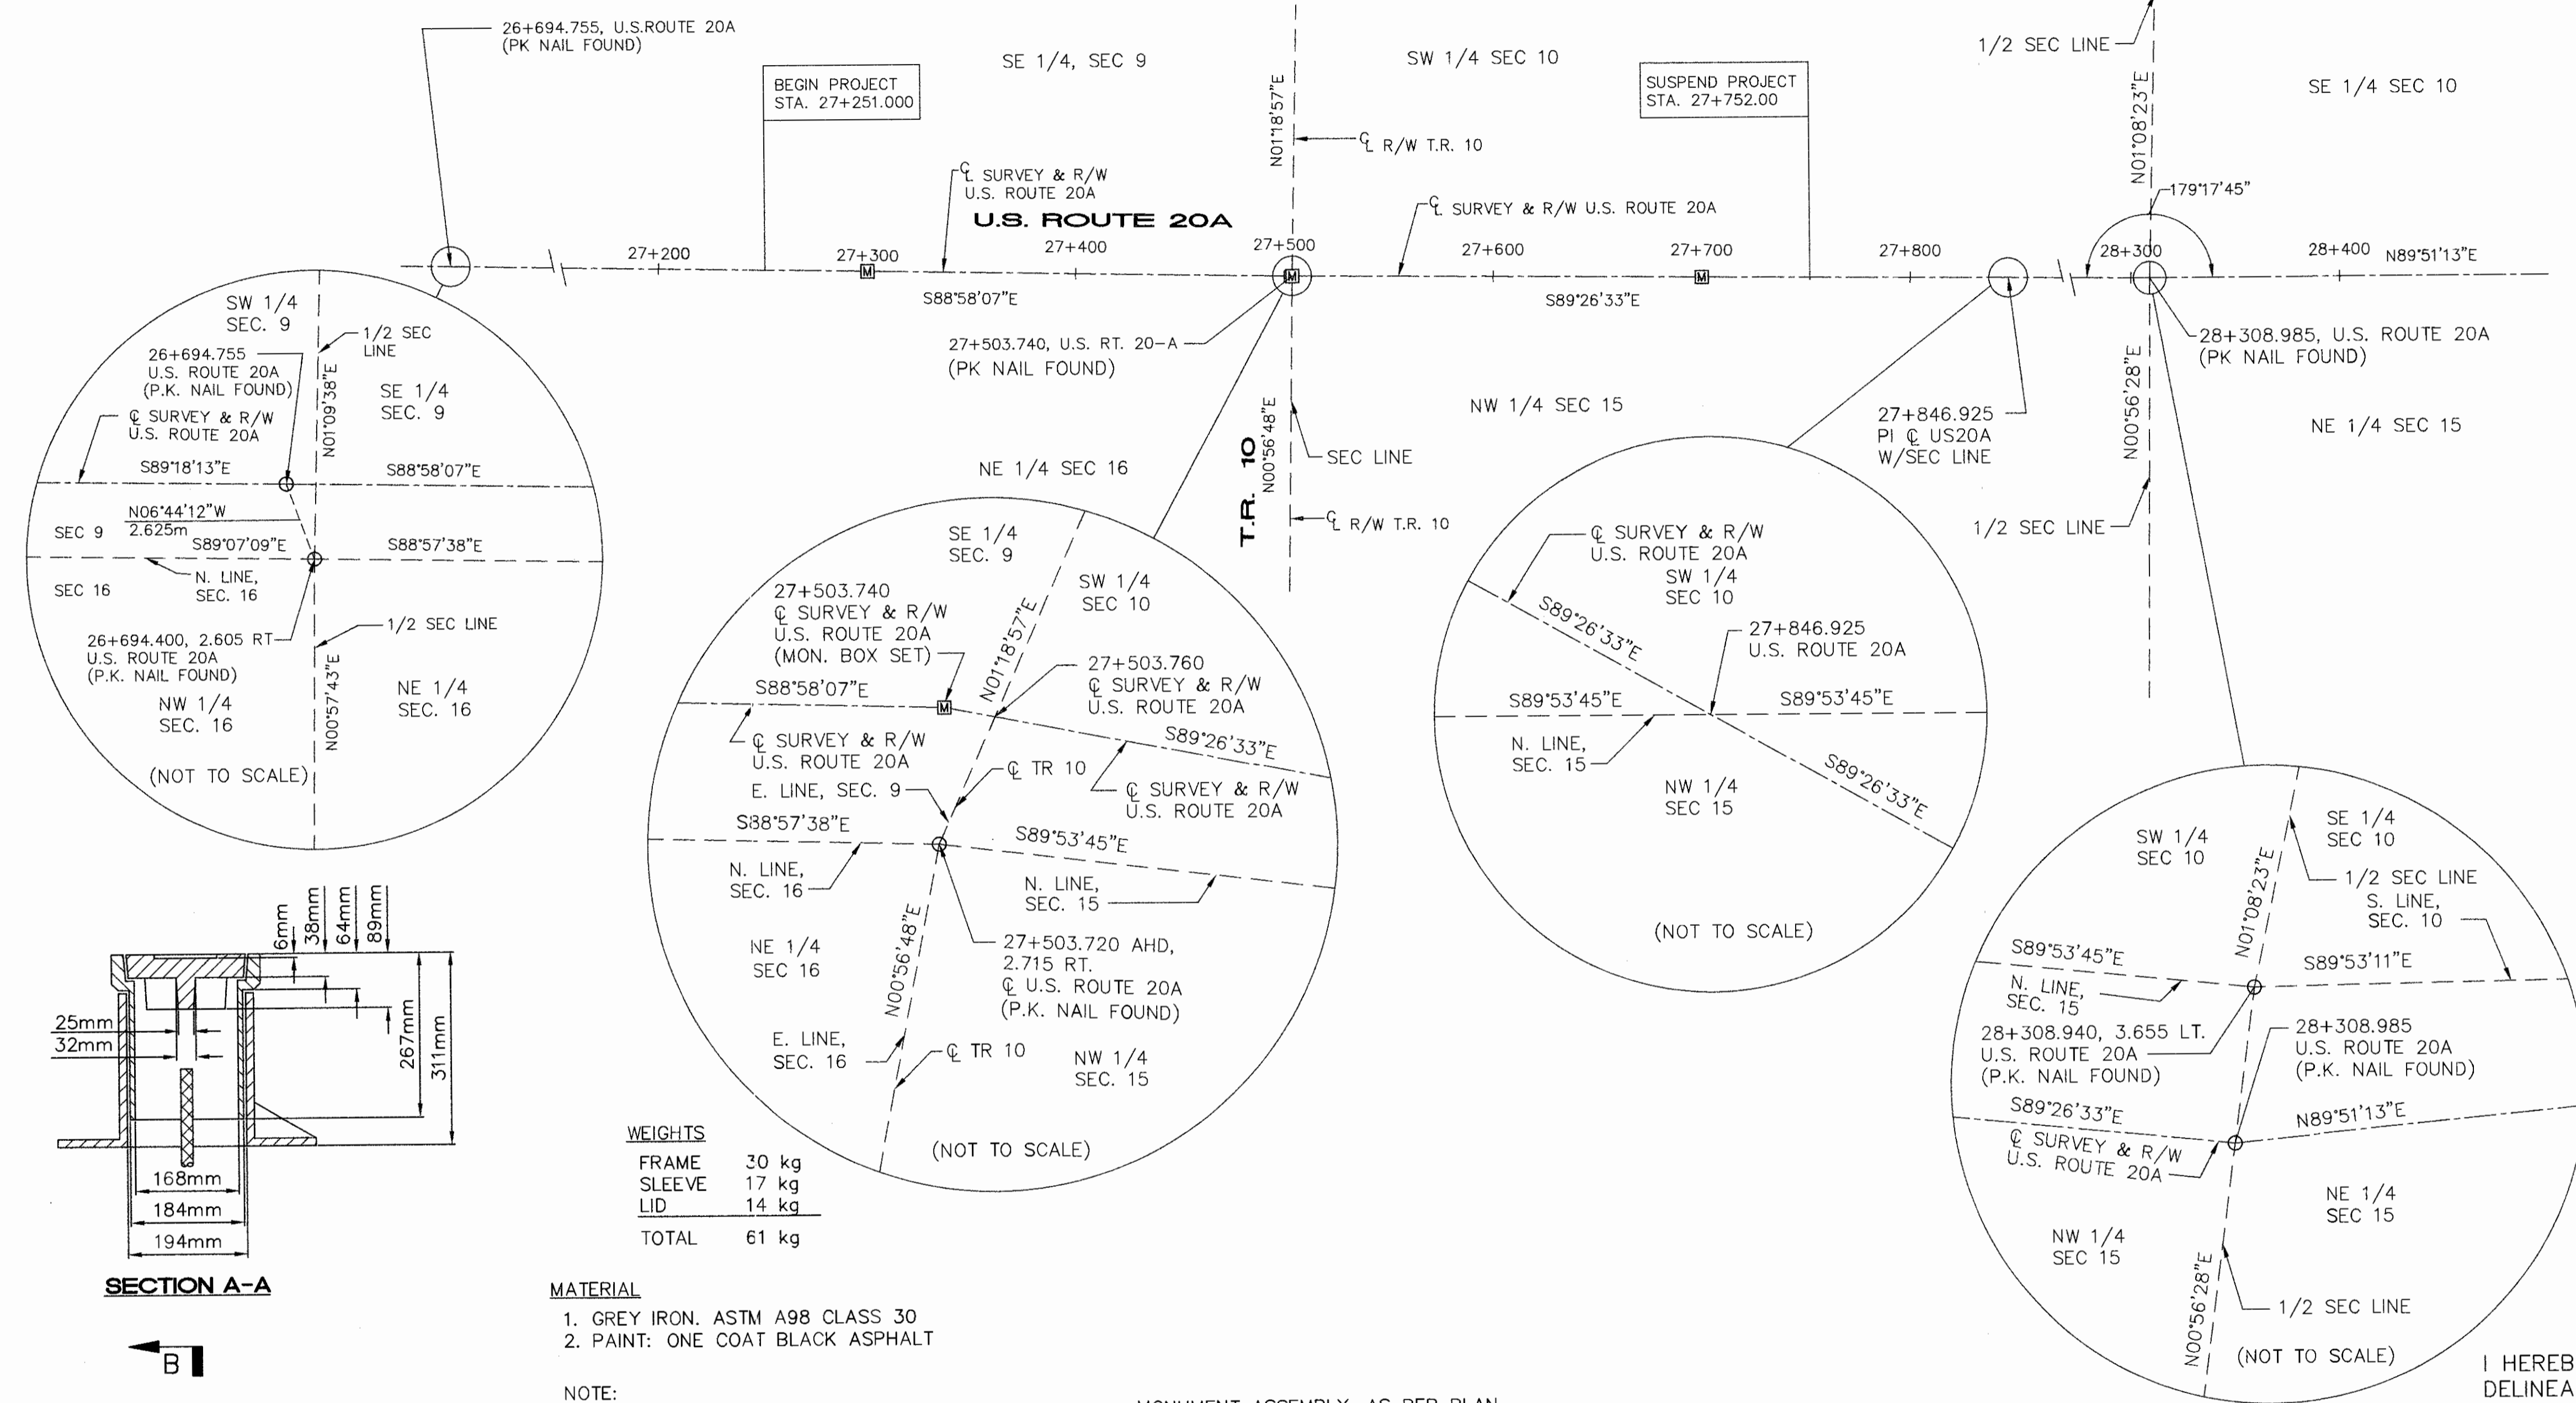 26+694.755, U.S.ROUTE 20A
(PK NAIL FOUND)
BEGIN PROJECT
STA. 27+251.000
SE 1/4, SEC 9
SW 1/4 SEC 10
SUSPEND PROJECT
STA. 27+752.00
1/2 SEC LINE
SE 1/4 SEC 10
N01°18'57"E
℄ R/W T.R. 10
N01°08'23"E
179°17'45"
℄ SURVEY & R/W
U.S. ROUTE 20A
U.S. ROUTE 20A
℄ SURVEY & R/W U.S. ROUTE 20A
27+200
27+300
27+400
27+500
27+600
27+700
27+800
28+300
28+400
N89°51'13"E
M
M
M
S88°58'07"E
S89°26'33"E
27+503.740, U.S. RT. 20-A
(PK NAIL FOUND)
28+308.985, U.S. ROUTE 20A
(PK NAIL FOUND)
NE 1/4 SEC 16
T.R. 10
N00°56'48"E
SEC LINE
℄ R/W T.R. 10
NW 1/4 SEC 15
27+846.925
PI ℄ US20A
W/SEC LINE
N00°56'28"E
1/2 SEC LINE
NE 1/4 SEC 15
SW 1/4
SEC. 9
1/2 SEC
LINE
26+694.755
U.S. ROUTE 20A
(P.K. NAIL FOUND)
N01°09'38"E
SE 1/4
SEC. 9
℄ SURVEY & R/W
U.S. ROUTE 20A
S89°18'13"E
S88°58'07"E
N06°44'12"W
2.625m
SEC 9
S89°07'09"E
S88°57'38"E
N. LINE,
SEC. 16
SEC 16
26+694.400, 2.605 RT
U.S. ROUTE 20A
(P.K. NAIL FOUND)
1/2 SEC LINE
N00°57'43"E
NW 1/4
SEC. 16
NE 1/4
SEC. 16
(NOT TO SCALE)
SE 1/4
SEC. 9
SW 1/4
SEC 10
27+503.740
℄ SURVEY & R/W
U.S. ROUTE 20A
(MON. BOX SET)
N01°18'57"E
27+503.760
℄ SURVEY & R/W
U.S. ROUTE 20A
S88°58'07"E
M
S89°26'33"E
℄ SURVEY & R/W
U.S. ROUTE 20A
℄ TR 10
E. LINE, SEC. 9
℄ SURVEY & R/W
U.S. ROUTE 20A
S88°57'38"E
S89°53'45"E
N. LINE,
SEC. 16
N. LINE,
SEC. 15
N00°56'48"E
NE 1/4
SEC 16
27+503.720 AHD,
2.715 RT.
℄ U.S. ROUTE 20A
(P.K. NAIL FOUND)
E. LINE,
SEC. 16
℄ TR 10
NW 1/4
SEC. 15
(NOT TO SCALE)
℄ SURVEY & R/W
U.S. ROUTE 20A
SW 1/4
SEC 10
S89°26'33"E
27+846.925
U.S. ROUTE 20A
S89°53'45"E
S89°53'45"E
N. LINE,
SEC. 15
S89°26'33"E
NW 1/4
SEC 15
(NOT TO SCALE)
SW 1/4
SEC 10
SE 1/4
SEC 10
N01°08'23"E
1/2 SEC LINE
S. LINE,
SEC. 10
S89°53'45"E
S89°53'11"E
N. LINE,
SEC. 15
28+308.940, 3.655 LT.
U.S. ROUTE 20A
(P.K. NAIL FOUND)
28+308.985
U.S. ROUTE 20A
(P.K. NAIL FOUND)
S89°26'33"E
N89°51'13"E
℄ SURVEY & R/W
U.S. ROUTE 20A
NE 1/4
SEC 15
NW 1/4
SEC 15
N00°56'28"E
1/2 SEC LINE
(NOT TO SCALE)
6mm
38mm
64mm
89mm
25mm
32mm
267mm
311mm
168mm
184mm
194mm
SECTION A-A
B
WEIGHTS
FRAME 30 kg
SLEEVE 17 kg
LID 14 kg
TOTAL 61 kg
MATERIAL
1. GREY IRON. ASTM A98 CLASS 30
2. PAINT: ONE COAT BLACK ASPHALT
NOTE:
MONUMENT ASSEMBLY, AS PER PLAN
I HEREB
DELINEA